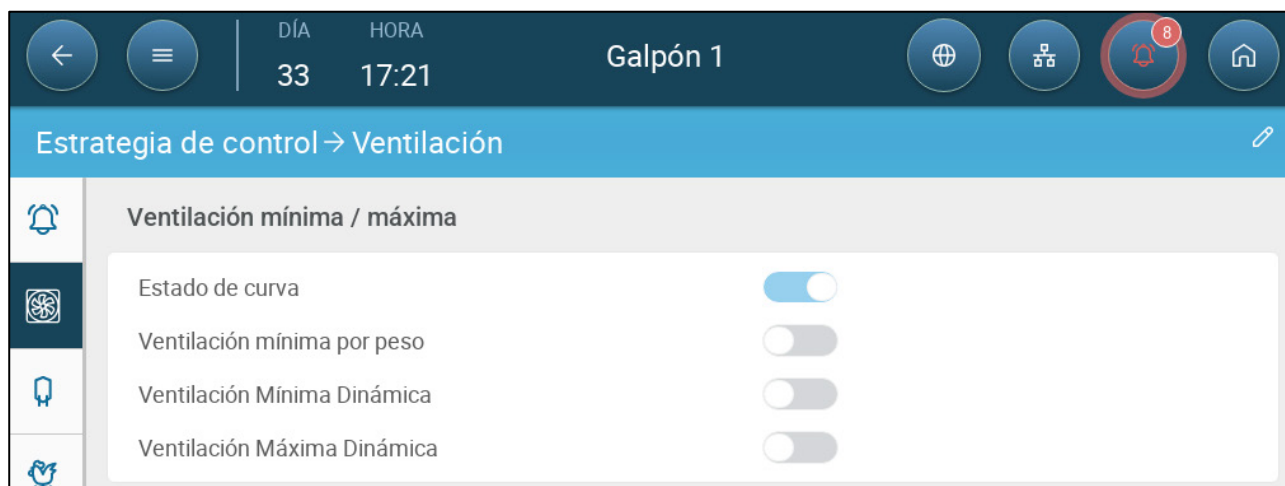 DÍA HORA
33 17:21
Galpón 1
8
Estrategia de control → Ventilación
Ventilación mínima / máxima
Estado de curva
Ventilación mínima por peso
Ventilación Mínima Dinámica
Ventilación Máxima Dinámica